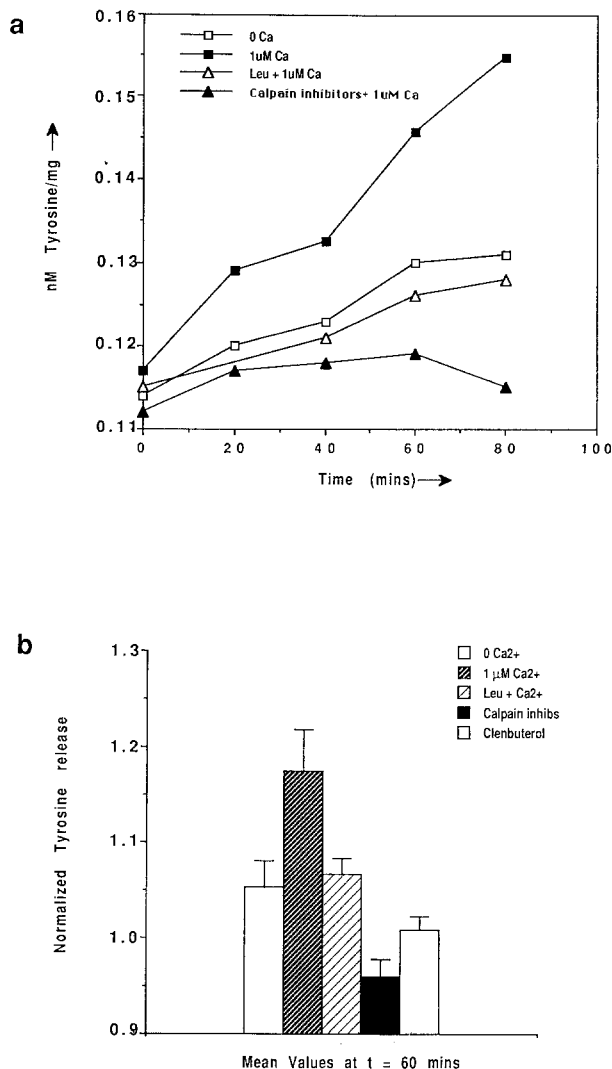 a
0.16
0.15
0.14
0.13
0.12
0.11
nM Tyrosine/mg
0 Ca
1uM Ca
Leu + 1uM Ca
Calpain inhibitors+ 1uM Ca
0 20 40 60 80 100
Time (mins)
b
1.3
1.2
1.1
1.0
0.9
Normalized Tyrosine release
0 Ca2+
1 µM Ca2+
Leu + Ca2+
Calpain inhibs
Clenbuterol
Mean Values at t = 60 mins